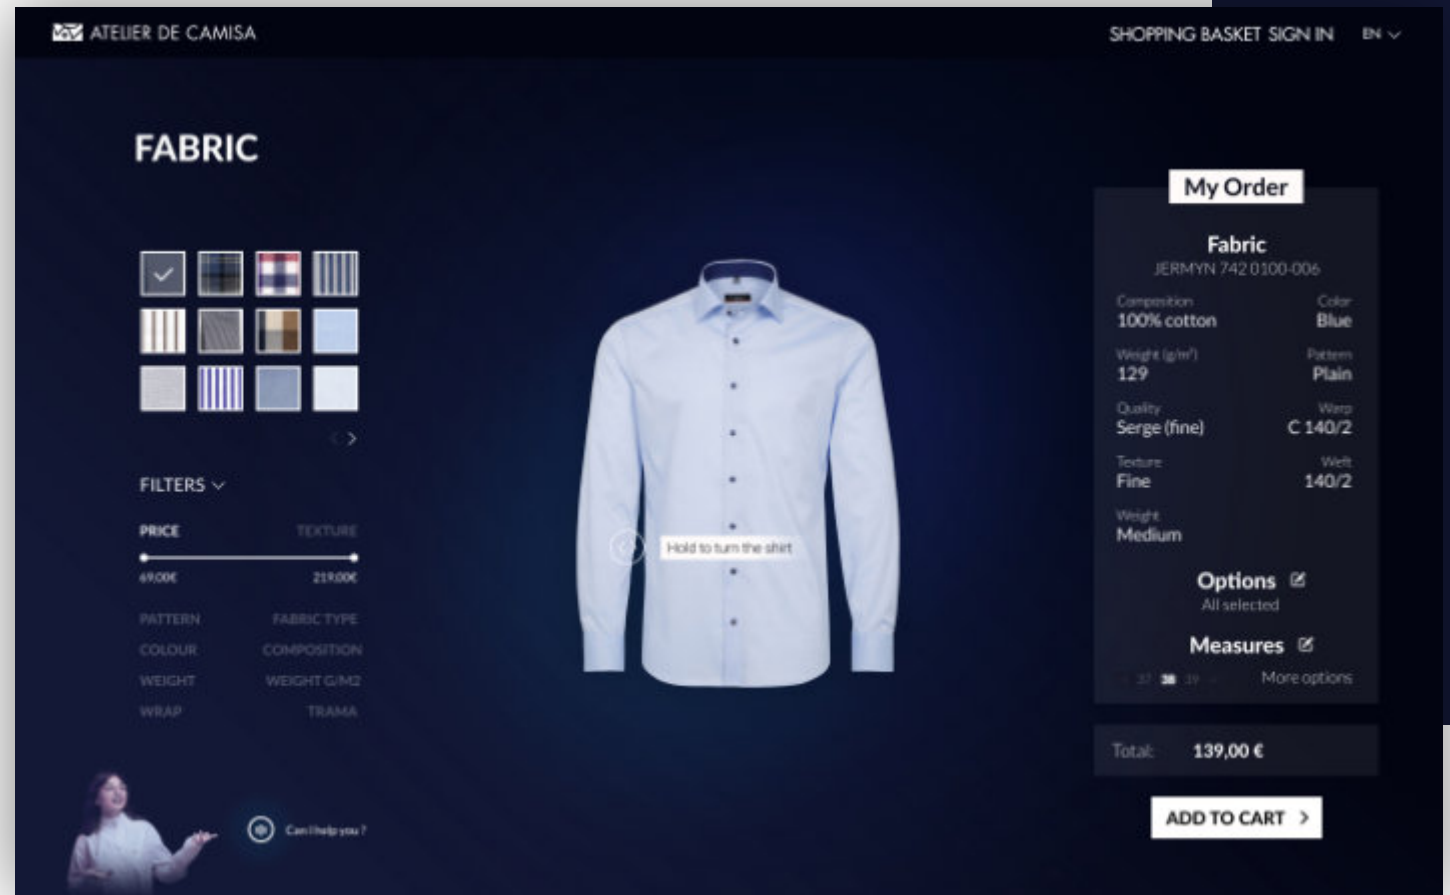 ATELIER DE CAMISA
SHOPPING BASKET SIGN IN EN
FABRIC
FILTERS
PRICE TEXTURE
69.00€ 219.00€
PATTERN FABRIC TYPE
COLOUR COMPOSITION
WEIGHT WEIGHT G/M2
WRAP TRAMA
Can I help you ?
Hold to turn the shirt
My Order
Fabric
JERMYN 742 0100-006
Composition Color
100% cotton Blue
Weight (g/m²) Pattern
129 Plain
Quality Warp
Serge (fine) C 140/2
Texture Weft
Fine 140/2
Weight
Medium
Options
All selected
Measures
37 38 39 More options
Total: 139,00 €
ADD TO CART